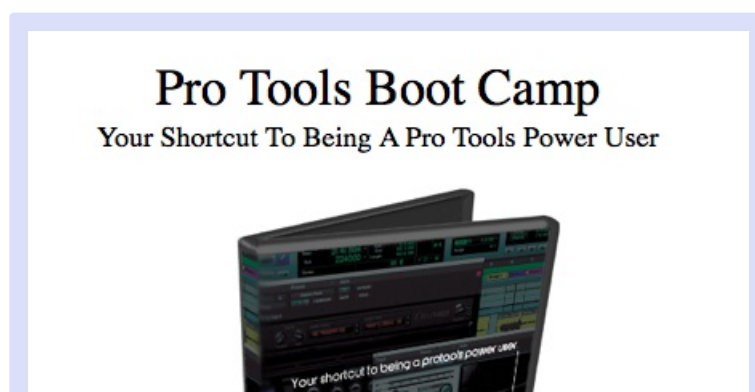 Pro Tools Boot Camp
Your Shortcut To Being A Pro Tools Power User
Your shortcut to being a protools power user